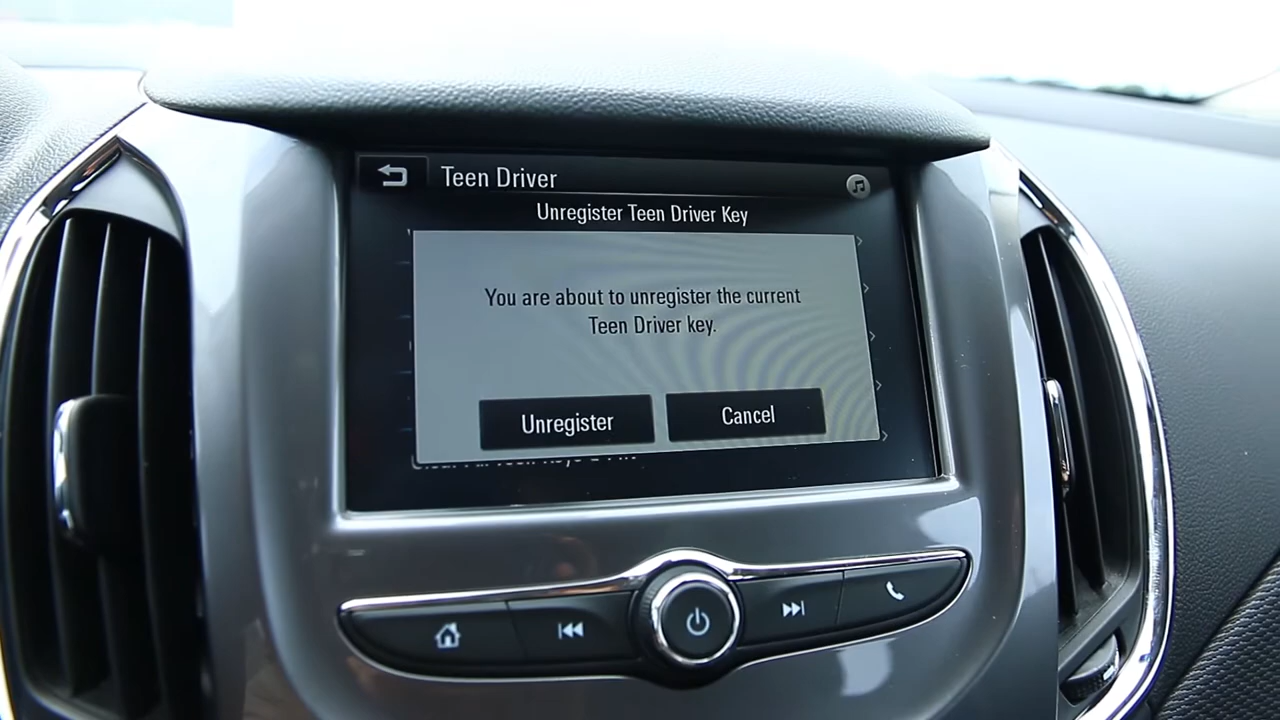 Teen Driver
Unregister Teen Driver Key
You are about to unregister the current
Teen Driver key.
Unregister
Cancel